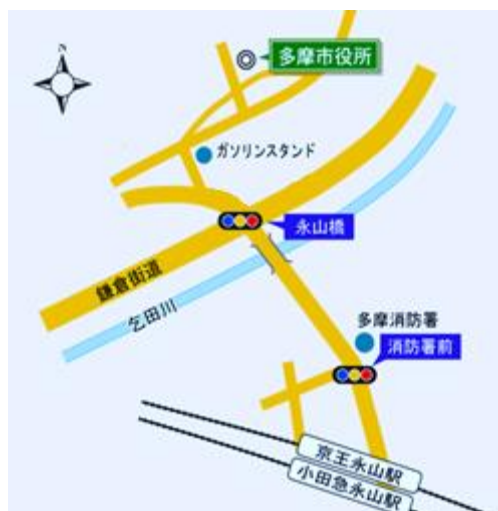 N
多摩市役所
ガソリンスタンド
永山橋
鎌倉街道
乞田川
多摩消防署
消防署前
京王永山駅
小田急永山駅